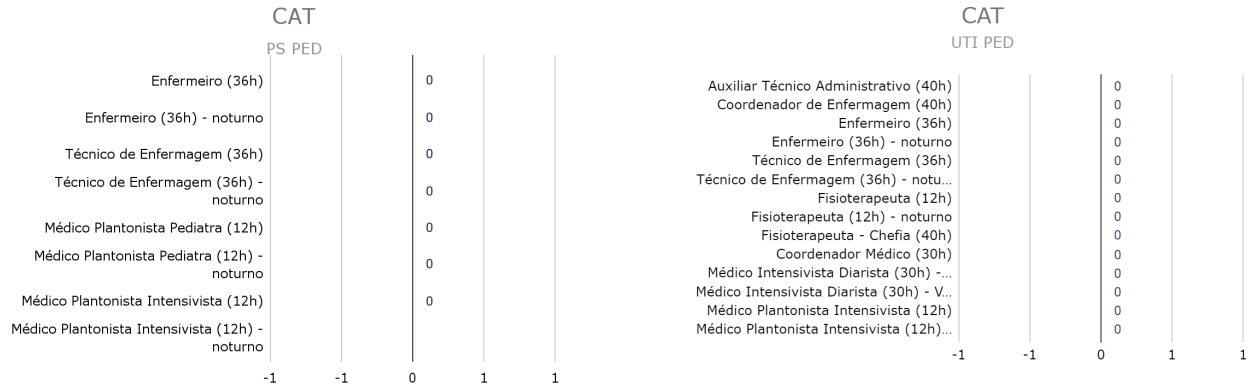 CAT
PS PED
Enfermeiro (36h)
0
Enfermeiro (36h) - noturno
0
Técnico de Enfermagem (36h)
0
Técnico de Enfermagem (36h) -
noturno
0
Médico Plantonista Pediatra (12h)
0
Médico Plantonista Pediatra (12h) -
noturno
0
Médico Plantonista Intensivista (12h)
0
Médico Plantonista Intensivista (12h) -
noturno
-1 -1 0 1 1
CAT
UTI PED
Auxiliar Técnico Administrativo (40h)
0
Coordenador de Enfermagem (40h)
0
Enfermeiro (36h)
0
Enfermeiro (36h) - noturno
0
Técnico de Enfermagem (36h)
0
Técnico de Enfermagem (36h) - notu...
0
Fisioterapeuta (12h)
0
Fisioterapeuta (12h) - noturno
0
Fisioterapeuta - Chefia (40h)
0
Coordenador Médico (30h)
0
Médico Intensivista Diarista (30h) -...
0
Médico Intensivista Diarista (30h) - V...
0
Médico Plantonista Intensivista (12h)
0
Médico Plantonista Intensivista (12h)...
0
-1 -1 0 1 1